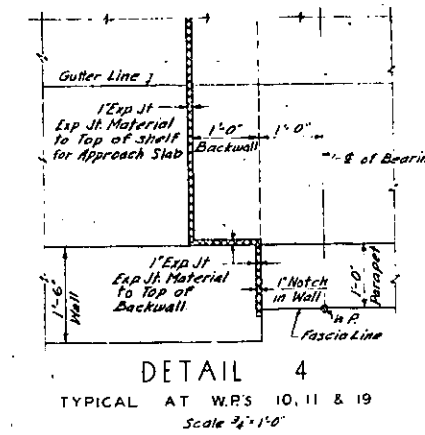 Gutter Line
1"Exp Jt
Exp Jt. Material
to Top of Shelf
for Approach Slab
1'-0"
Backwall
1'-0"
℄ of Bearin
1'-6"
Wall
1"Exp Jt
Exp Jt. Material
to Top of
Backwall
1" Notch
in Wall
1'-0"
Parapet
W.P.
Fascia Line
DETAIL 4
TYPICAL AT W.P.'S 10, 11 & 19
Scale ¾"=1'-0"